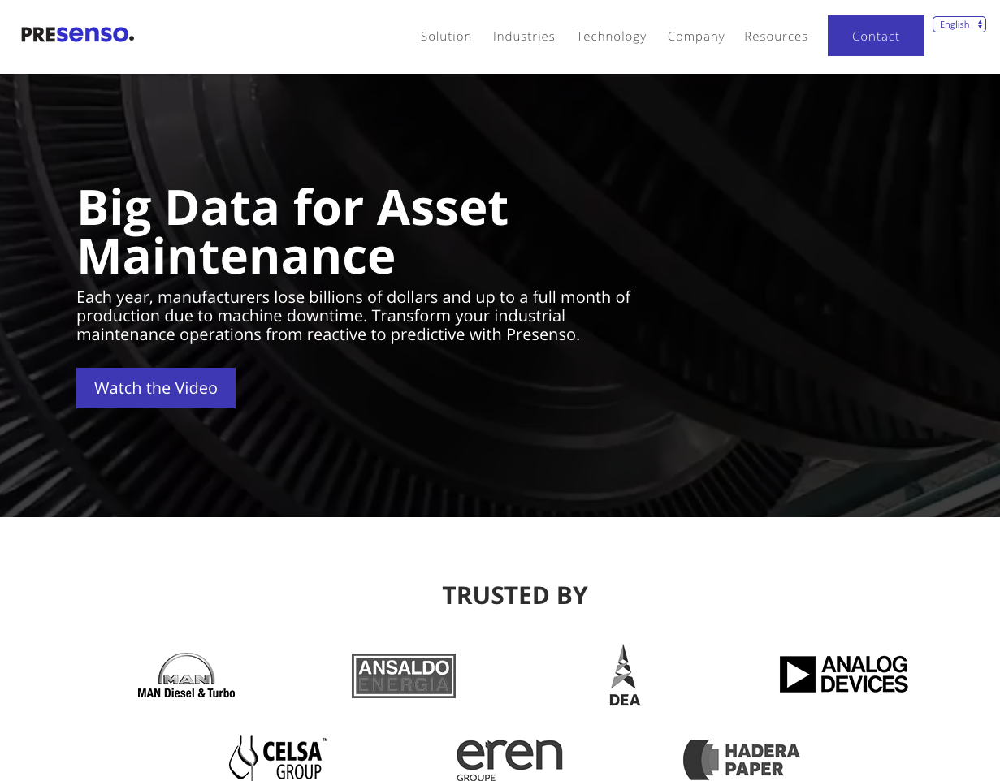 PREsenso.
Solution Industries Technology Company Resources Contact English
Big Data for Asset
Maintenance
Each year, manufacturers lose billions of dollars and up to a full month of
production due to machine downtime. Transform your industrial
maintenance operations from reactive to predictive with Presenso.
Watch the Video
TRUSTED BY
MAN
MAN Diesel & Turbo
ANSALDO
ENERGIA
DEA
ANALOG
DEVICES
CELSA™
GROUP
eren
GROUPE
HADERA
PAPER